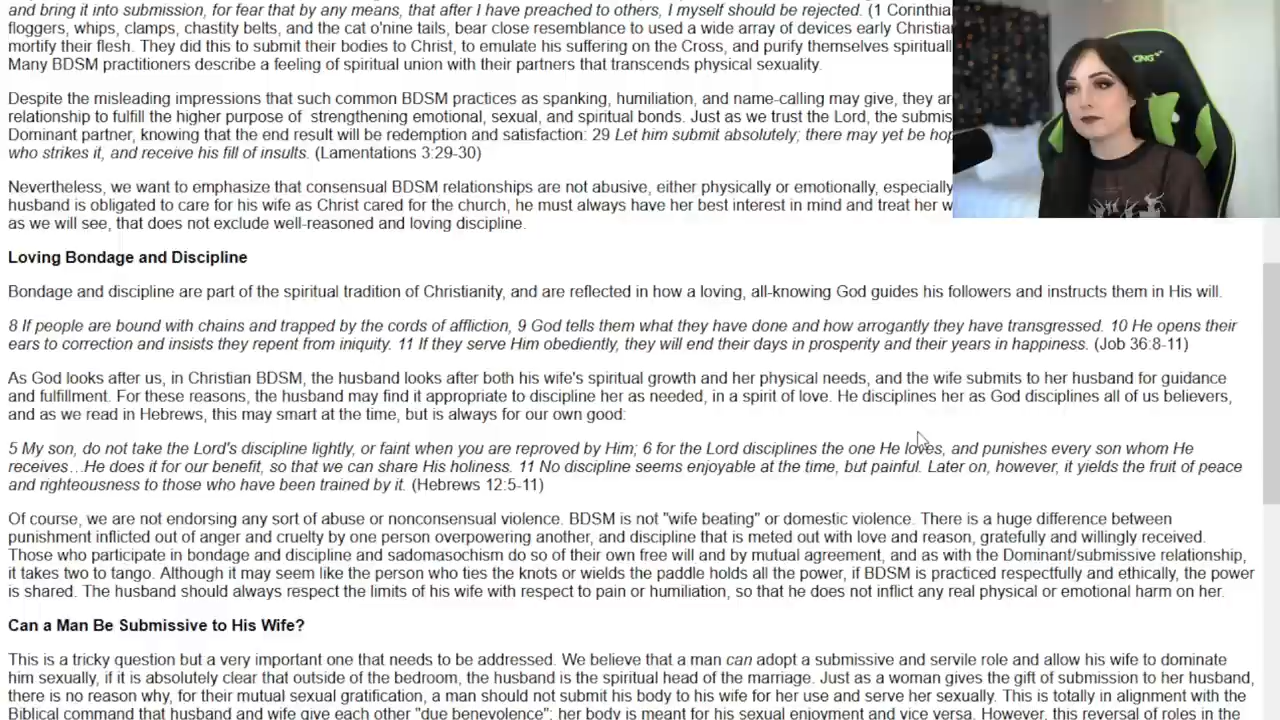 and bring it into submission, for fear that by any means, that after I have preached to others, I myself should be rejected. (1 Corinthia
floggers, whips, clamps, chastity belts, and the cat o'nine tails, bear close resemblance to used a wide array of devices early Christia
mortify their flesh. They did this to submit their bodies to Christ, to emulate his suffering on the Cross, and purify themselves spirituall
Many BDSM practitioners describe a feeling of spiritual union with their partners that transcends physical sexuality.
Despite the misleading impressions that such common BDSM practices as spanking, humiliation, and name-calling may give, they ar
relationship to fulfill the higher purpose of strengthening emotional, sexual, and spiritual bonds. Just as we trust the Lord, the submis
Dominant partner, knowing that the end result will be redemption and satisfaction: 29 Let him submit absolutely; there may yet be hop
who strikes it, and receive his fill of insults. (Lamentations 3:29-30)
Nevertheless, we want to emphasize that consensual BDSM relationships are not abusive, either physically or emotionally, especially
husband is obligated to care for his wife as Christ cared for the church, he must always have her best interest in mind and treat her w
as we will see, that does not exclude well-reasoned and loving discipline.
Loving Bondage and Discipline
Bondage and discipline are part of the spiritual tradition of Christianity, and are reflected in how a loving, all-knowing God guides his followers and instructs them in His will.
8 If people are bound with chains and trapped by the cords of affliction, 9 God tells them what they have done and how arrogantly they have transgressed. 10 He opens their
ears to correction and insists they repent from iniquity. 11 If they serve Him obediently, they will end their days in prosperity and their years in happiness. (Job 36:8-11)
As God looks after us, in Christian BDSM, the husband looks after both his wife's spiritual growth and her physical needs, and the wife submits to her husband for guidance
and fulfillment. For these reasons, the husband may find it appropriate to discipline her as needed, in a spirit of love. He disciplines her as God disciplines all of us believers,
and as we read in Hebrews, this may smart at the time, but is always for our own good:
5 My son, do not take the Lord's discipline lightly, or faint when you are reproved by Him; 6 for the Lord disciplines the one He loves, and punishes every son whom He
receives…He does it for our benefit, so that we can share His holiness. 11 No discipline seems enjoyable at the time, but painful. Later on, however, it yields the fruit of peace
and righteousness to those who have been trained by it. (Hebrews 12:5-11)
Of course, we are not endorsing any sort of abuse or nonconsensual violence. BDSM is not "wife beating" or domestic violence. There is a huge difference between
punishment inflicted out of anger and cruelty by one person overpowering another, and discipline that is meted out with love and reason, gratefully and willingly received.
Those who participate in bondage and discipline and sadomasochism do so of their own free will and by mutual agreement, and as with the Dominant/submissive relationship,
it takes two to tango. Although it may seem like the person who ties the knots or wields the paddle holds all the power, if BDSM is practiced respectfully and ethically, the power
is shared. The husband should always respect the limits of his wife with respect to pain or humiliation, so that he does not inflict any real physical or emotional harm on her.
Can a Man Be Submissive to His Wife?
This is a tricky question but a very important one that needs to be addressed. We believe that a man can adopt a submissive and servile role and allow his wife to dominate
him sexually, if it is absolutely clear that outside of the bedroom, the husband is the spiritual head of the marriage. Just as a woman gives the gift of submission to her husband,
there is no reason why, for their mutual sexual gratification, a man should not submit his body to his wife for her use and serve her sexually. This is totally in alignment with the
Biblical command that husband and wife give each other "due benevolence"; her body is meant for his sexual enjoyment and vice versa. However, this reversal of roles in the